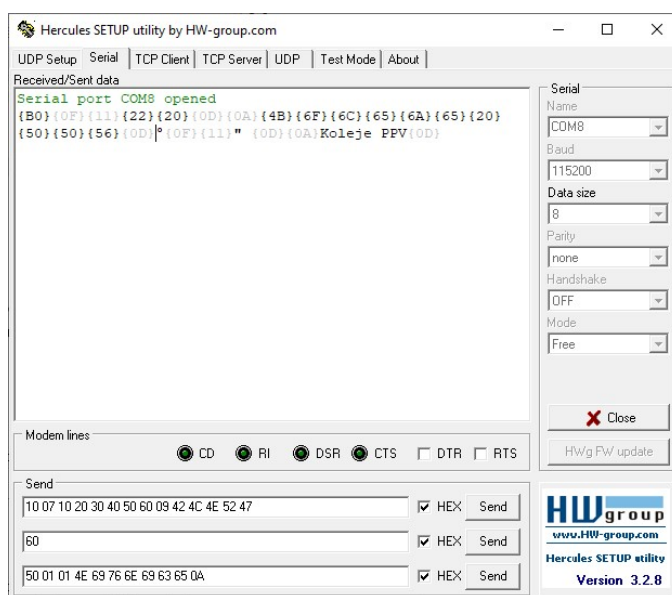 Hercules SETUP utility by HW-group.com
UDP Setup Serial TCP Client TCP Server UDP Test Mode About
Received/Sent data
Serial port COM8 opened
{B0}{0F}{11}{22}{20}{0D}{0A}{4B}{6F}{6C}{65}{6A}{65}{20}
{50}{50}{56}{0D}°{0F}{11}" {0D}{0A}Koleje PPV{0D}
Serial
Name
COM8
Baud
115200
Data size
8
Parity
none
Handshake
OFF
Mode
Free
Close
HWg FW update
Modem lines
CD RI DSR CTS DTR RTS
Send
10 07 10 20 30 40 50 60 09 42 4C 4E 52 47 HEX Send
60 HEX Send
50 01 01 4E 69 76 6E 69 63 65 0A HEX Send
HWgroup
www.HW-group.com
Hercules SETUP utility
Version 3.2.8